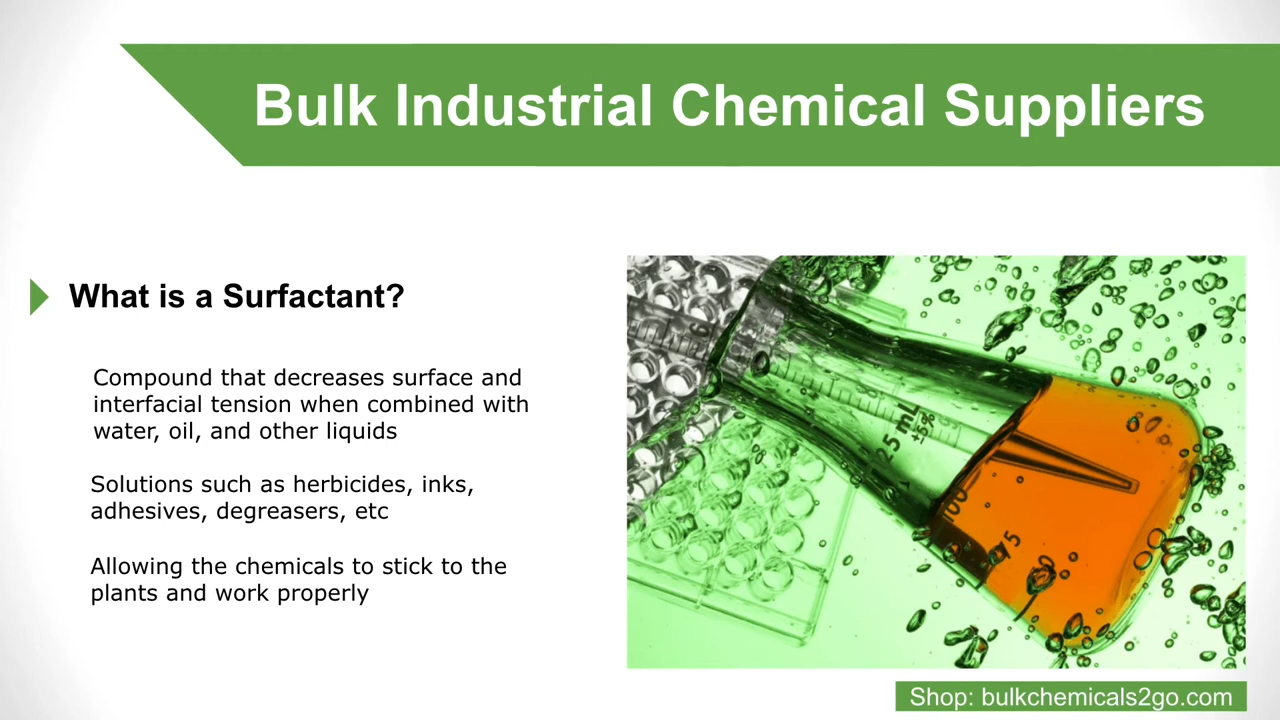 Bulk Industrial Chemical Suppliers
What is a Surfactant?
Compound that decreases surface and
interfacial tension when combined with
water, oil, and other liquids
Solutions such as herbicides, inks,
adhesives, degreasers, etc
Allowing the chemicals to stick to the
plants and work properly
25 mL
±5%
100
75
Shop: bulkchemicals2go.com